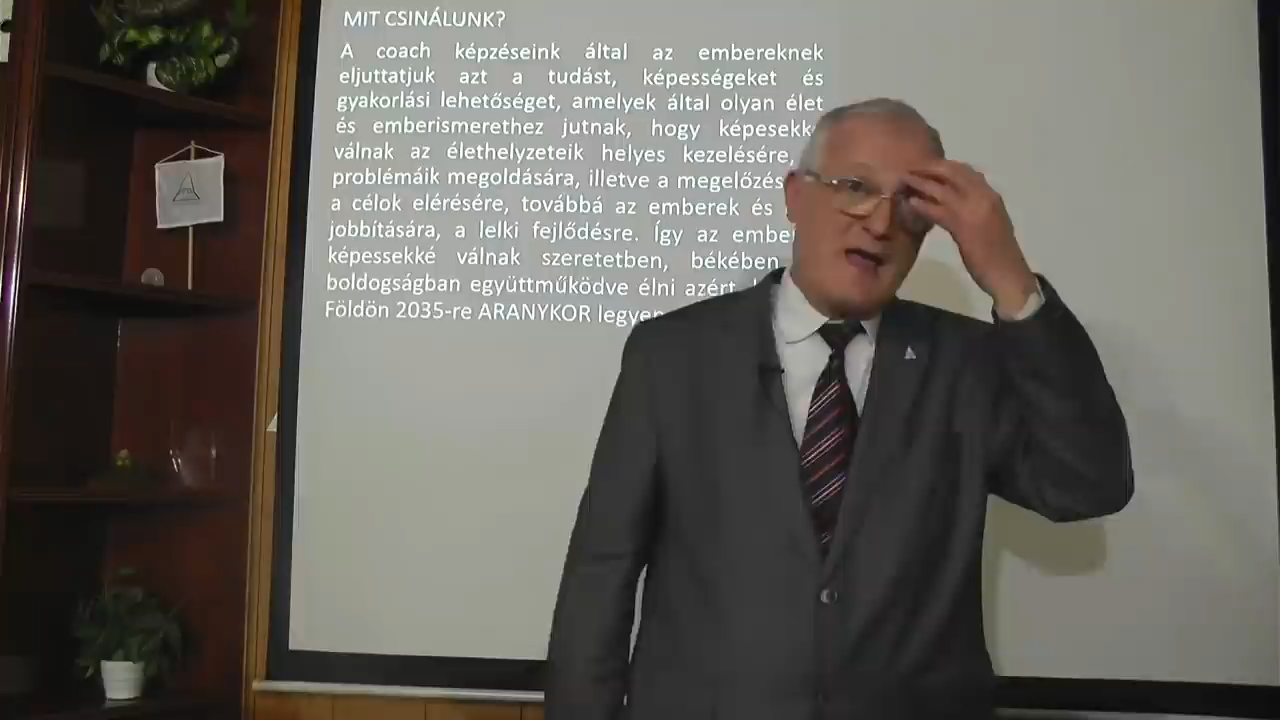 MIT CSINÁLUNK?
A coach képzéseink által az embereknek
eljuttatjuk azt a tudást, képességeket és
gyakorlási lehetőséget, amelyek által olyan élet
és emberismerethez jutnak, hogy képesekk
válnak az élethelyzeteik helyes kezelésére,
problémáik megoldására, illetve a megelőzés
a célok elérésére, továbbá az emberek és
jobbítására, a lelki fejlődésre. Így az embe
képessekké válnak szeretetben, békében
boldogságban együttműködve élni azért
Földön 2035-re ARANYKOR legyen